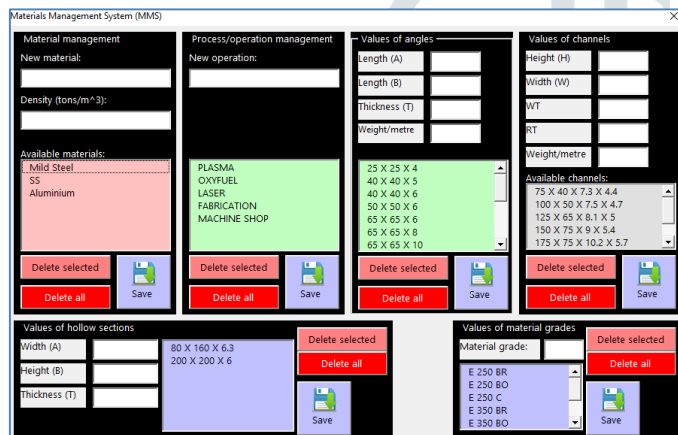 Materials Management System (MMS)
Material management
New material:
Density (tons/m^3):
Available materials:
Mild Steel
SS
Aluminium
Delete selected
Delete all
Save
Process/operation management
New operation:
PLASMA
OXYFUEL
LASER
FABRICATION
MACHINE SHOP
Delete selected
Delete all
Save
Values of angles
Length (A)
Length (B)
Thickness (T)
Weight/metre
25 X 25 X 4
40 X 40 X 5
40 X 40 X 6
50 X 50 X 6
65 X 65 X 6
65 X 65 X 8
65 X 65 X 10
Delete selected
Delete all
Save
Values of channels
Height (H)
Width (W)
WT
RT
Weight/metre
Available channels:
75 X 40 X 7.3 X 4.4
100 X 50 X 7.5 X 4.7
125 X 65 X 8.1 X 5
150 X 75 X 9 X 5.4
175 X 75 X 10.2 X 5.7
Delete selected
Delete all
Save
Values of hollow sections
Width (A)
Height (B)
Thickness (T)
80 X 160 X 6.3
200 X 200 X 6
Delete selected
Delete all
Save
Values of material grades
Material grade:
E 250 BR
E 250 BO
E 250 C
E 350 BR
E 350 BO
Delete selected
Delete all
Save